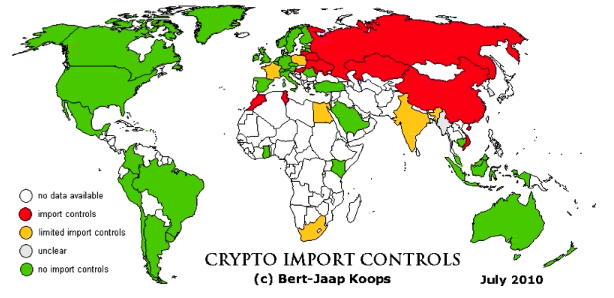 no data available
import controls
limited import controls
unclear
no import controls
CRYPTO IMPORT CONTROLS
(c) Bert-Jaap Koops
July 2010